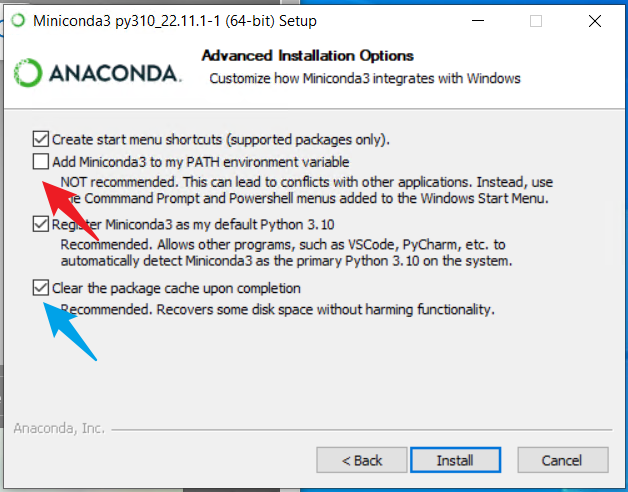 Miniconda3 py310_22.11.1-1 (64-bit) Setup
ANACONDA.
Advanced Installation Options
Customize how Miniconda3 integrates with Windows
Create start menu shortcuts (supported packages only).
Add Miniconda3 to my PATH environment variable
NOT recommended. This can lead to conflicts with other applications. Instead, use
the Commmand Prompt and Powershell menus added to the Windows Start Menu.
Register Miniconda3 as my default Python 3.10
Recommended. Allows other programs, such as VSCode, PyCharm, etc. to
automatically detect Miniconda3 as the primary Python 3.10 on the system.
Clear the package cache upon completion
Recommended. Recovers some disk space without harming functionality.
Anaconda, Inc.
< Back
Install
Cancel